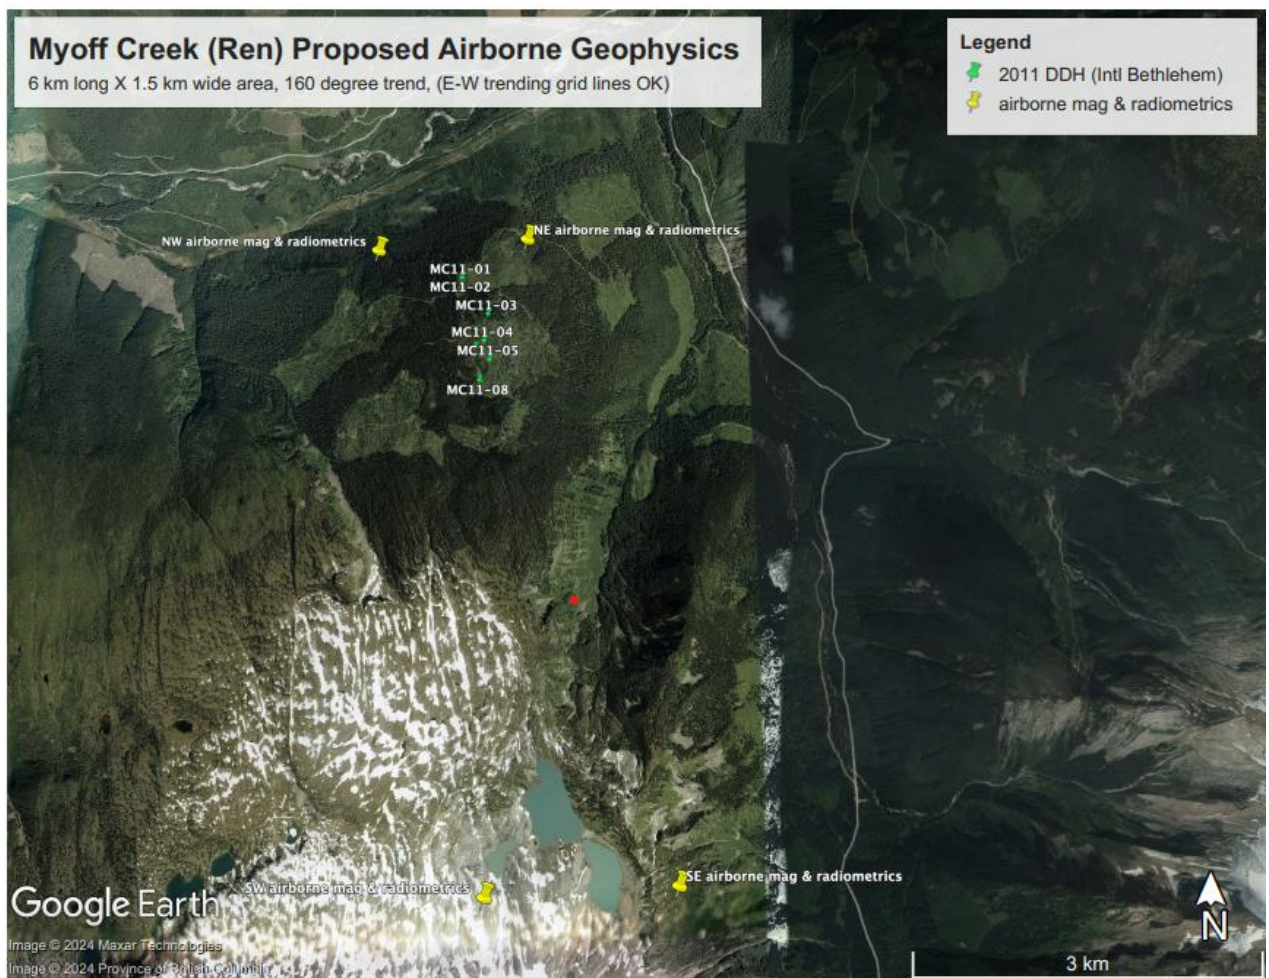 Myoff Creek (Ren) Proposed Airborne Geophysics
6 km long X 1.5 km wide area, 160 degree trend, (E-W trending grid lines OK)
Legend
2011 DDH (Intl Bethlehem)
airborne mag & radiometrics
NW airborne mag & radiometrics
NE airborne mag & radiometrics
MC11-01
MC11-02
MC11-03
MC11-04
MC11-05
MC11-08
SW airborne mag & radiometrics
SE airborne mag & radiometrics
Google Earth
Image © 2024 Maxar Technologies
Image © 2024 Province of British Columbia
N
3 km